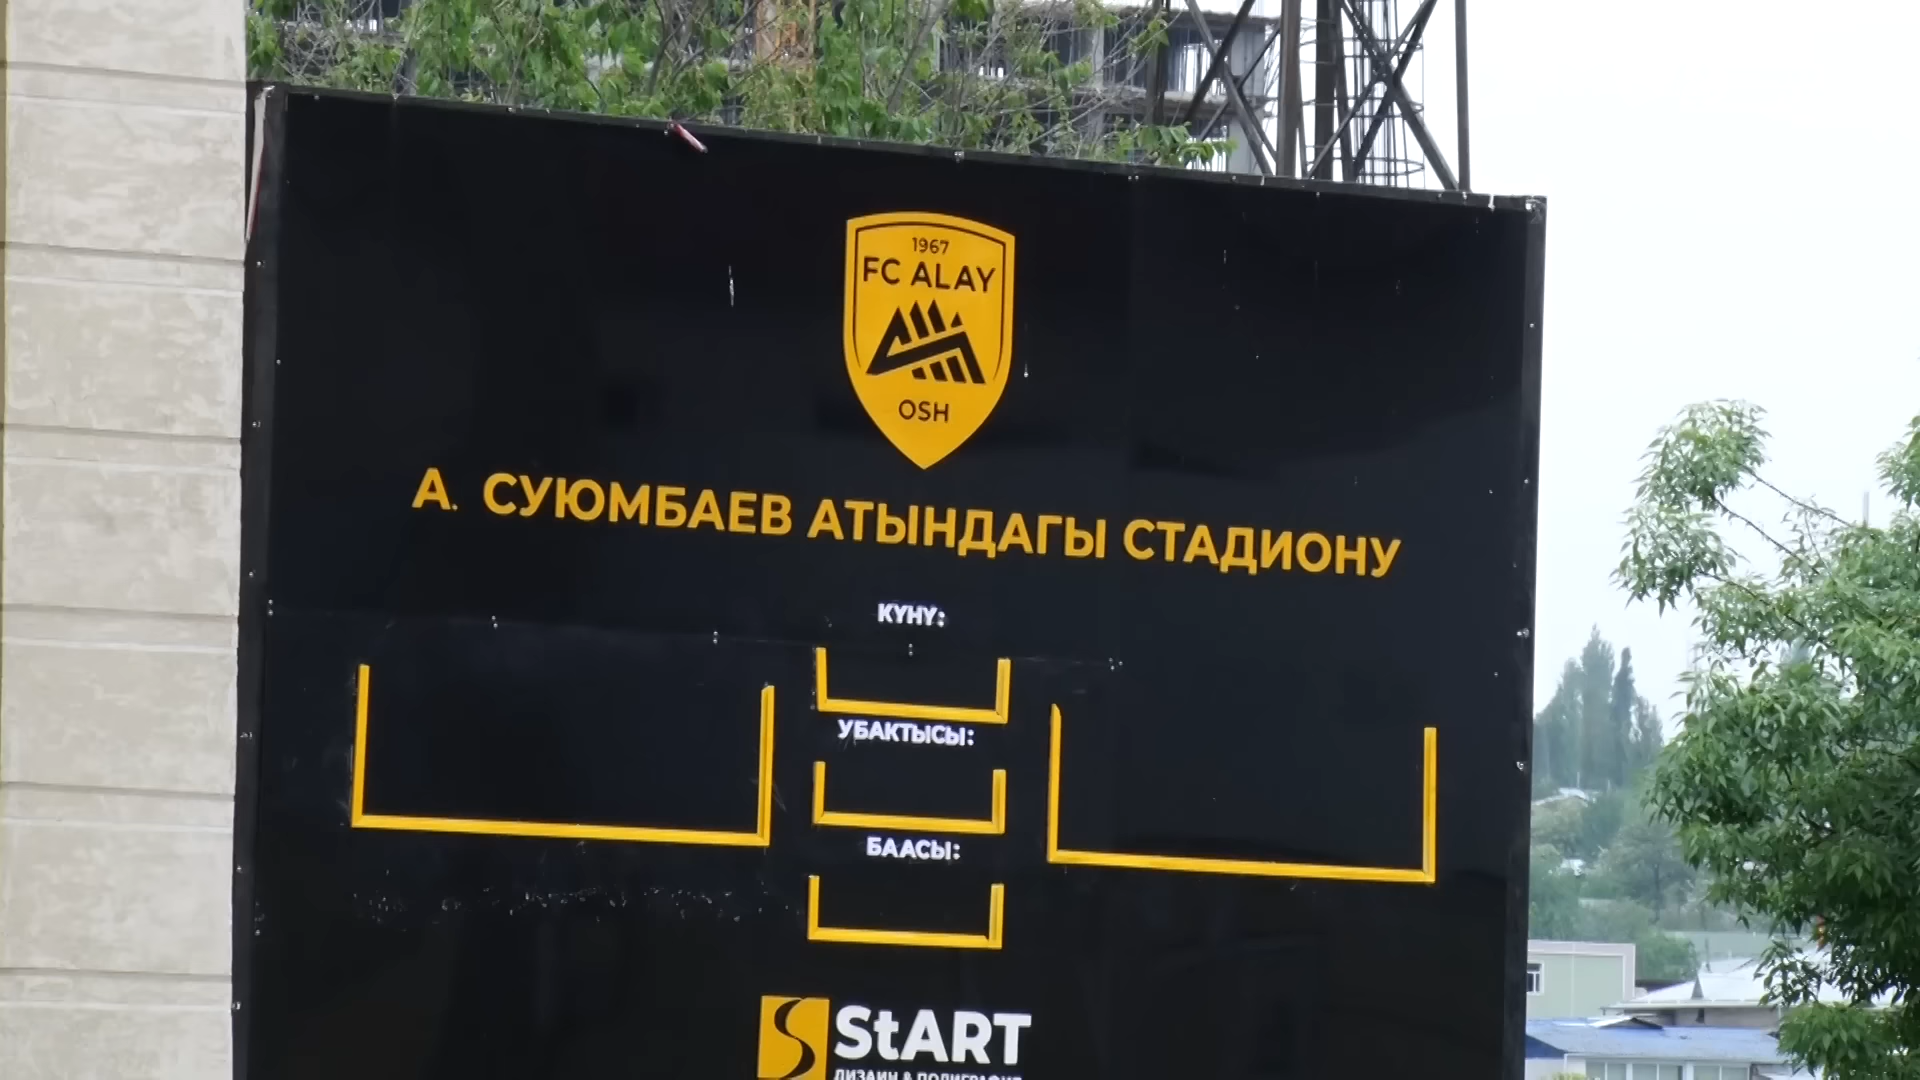 1967
FC ALAY
OSH
А. СУЮМБАЕВ АТЫНДАГЫ СТАДИОНУ
КҮНҮ:
УБАКТЫСЫ:
БААСЫ:
StART
ДИЗАЙН & ПОЛИГРАФИЯ